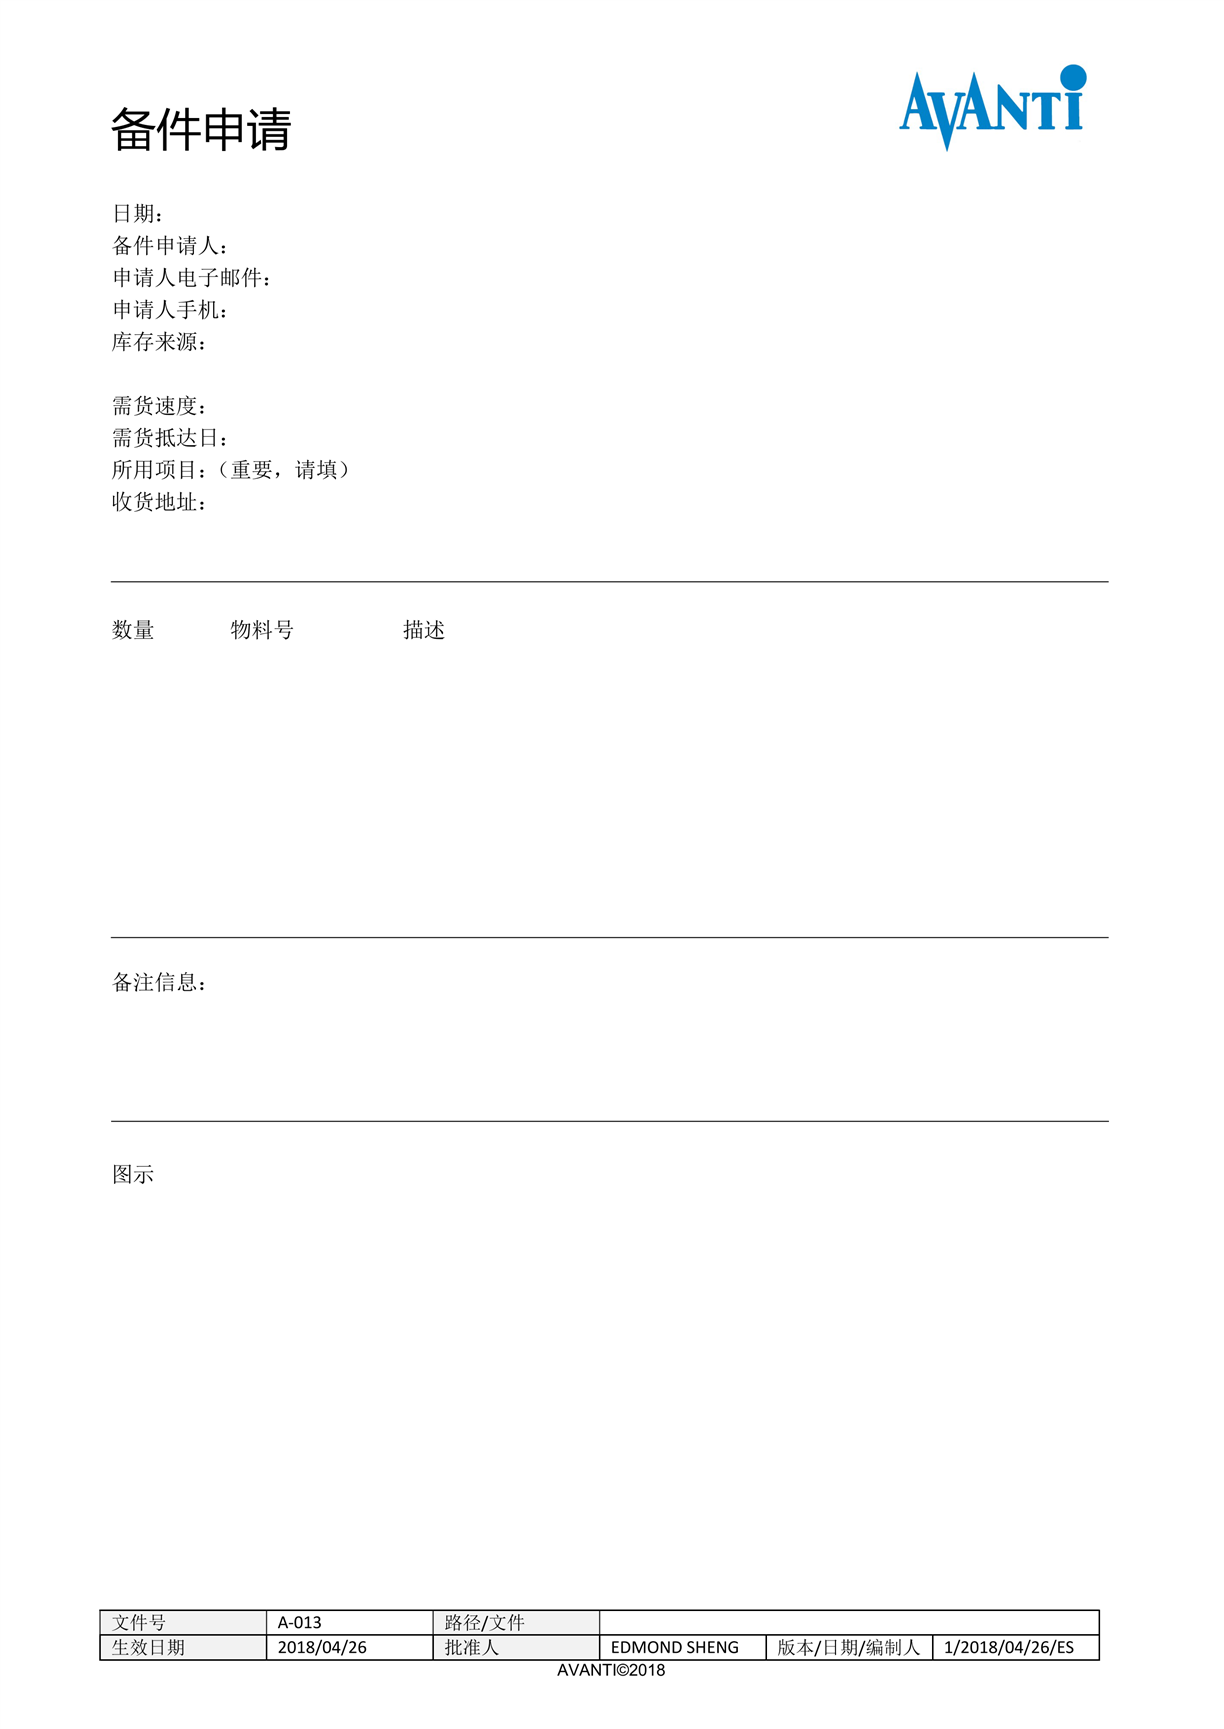 AVANTi
备件申请
日期：
备件申请人：
申请人电子邮件：
申请人手机：
库存来源：
需货速度：
需货抵达日：
所用项目：（重要，请填）
收货地址：
数量 物料号 描述
备注信息：
图示
文件号 A-013 路径/文件
生效日期 2018/04/26 批准人 EDMOND SHENG 版本/日期/编制人 1/2018/04/26/ES
AVANTI©2018